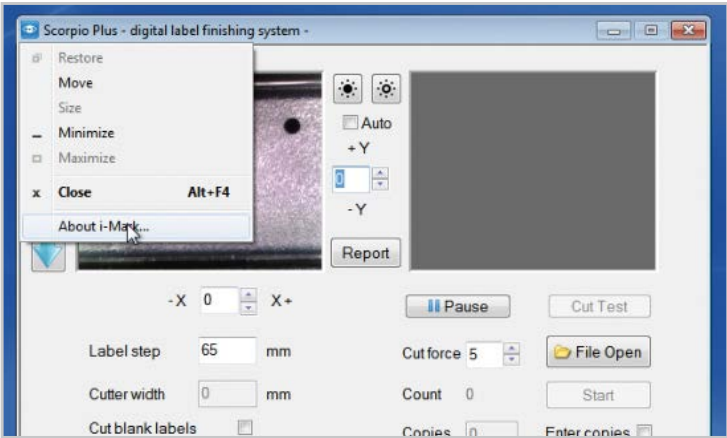 Scorpio Plus - digital label finishing system -
Restore
Move
Size
Minimize
Maximize
x Close Alt+F4
About i-Mark...
Auto
+ Y
0
- Y
Report
- X 0 X +
Pause
Cut Test
Label step 65 mm
Cut force 5
File Open
Cutter width 0 mm
Count 0
Start
Cut blank labels
Copies 0
Enter copies